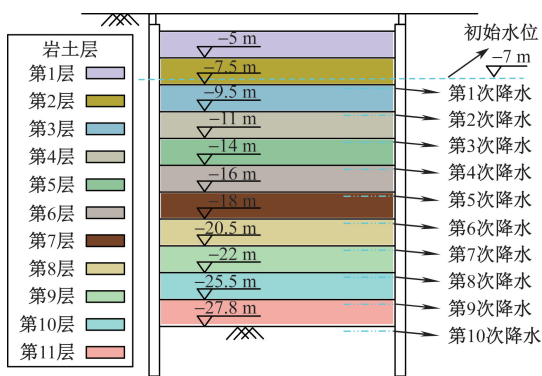 岩土层
第1层
第2层
第3层
第4层
第5层
第6层
第7层
第8层
第9层
第10层
第11层
−5 m
−7.5 m
−9.5 m
−11 m
−14 m
−16 m
−18 m
−20.5 m
−22 m
−25.5 m
−27.8 m
初始水位
−7 m
第1次降水
第2次降水
第3次降水
第4次降水
第5次降水
第6次降水
第7次降水
第8次降水
第9次降水
第10次降水